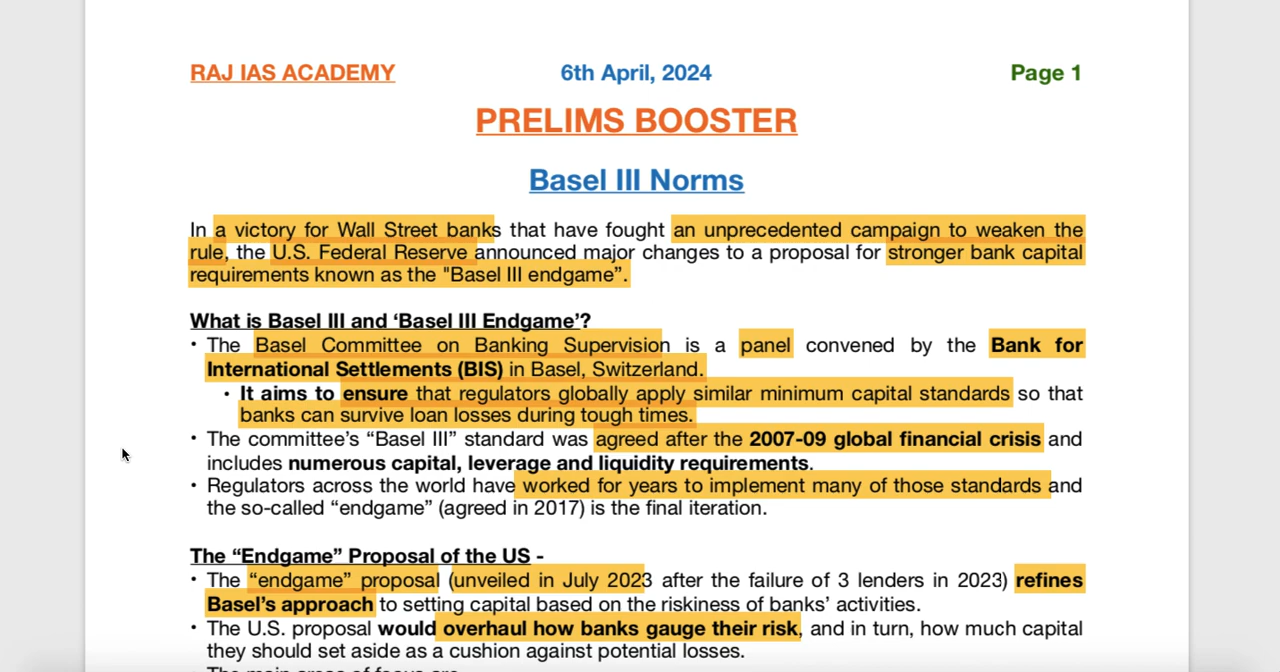 RAJ IAS ACADEMY 6th April, 2024 Page 1
PRELIMS BOOSTER
Basel III Norms
In a victory for Wall Street banks that have fought an unprecedented campaign to weaken the
rule, the U.S. Federal Reserve announced major changes to a proposal for stronger bank capital
requirements known as the "Basel III endgame”.
What is Basel III and ‘Basel III Endgame’?
• The Basel Committee on Banking Supervision is a panel convened by the Bank for
International Settlements (BIS) in Basel, Switzerland.
• It aims to ensure that regulators globally apply similar minimum capital standards so that
banks can survive loan losses during tough times.
• The committee’s “Basel III” standard was agreed after the 2007-09 global financial crisis and
includes numerous capital, leverage and liquidity requirements.
• Regulators across the world have worked for years to implement many of those standards and
the so-called “endgame” (agreed in 2017) is the final iteration.
The “Endgame” Proposal of the US -
• The “endgame” proposal (unveiled in July 2023 after the failure of 3 lenders in 2023) refines
Basel’s approach to setting capital based on the riskiness of banks’ activities.
• The U.S. proposal would overhaul how banks gauge their risk, and in turn, how much capital
they should set aside as a cushion against potential losses.
• The main areas of focus are